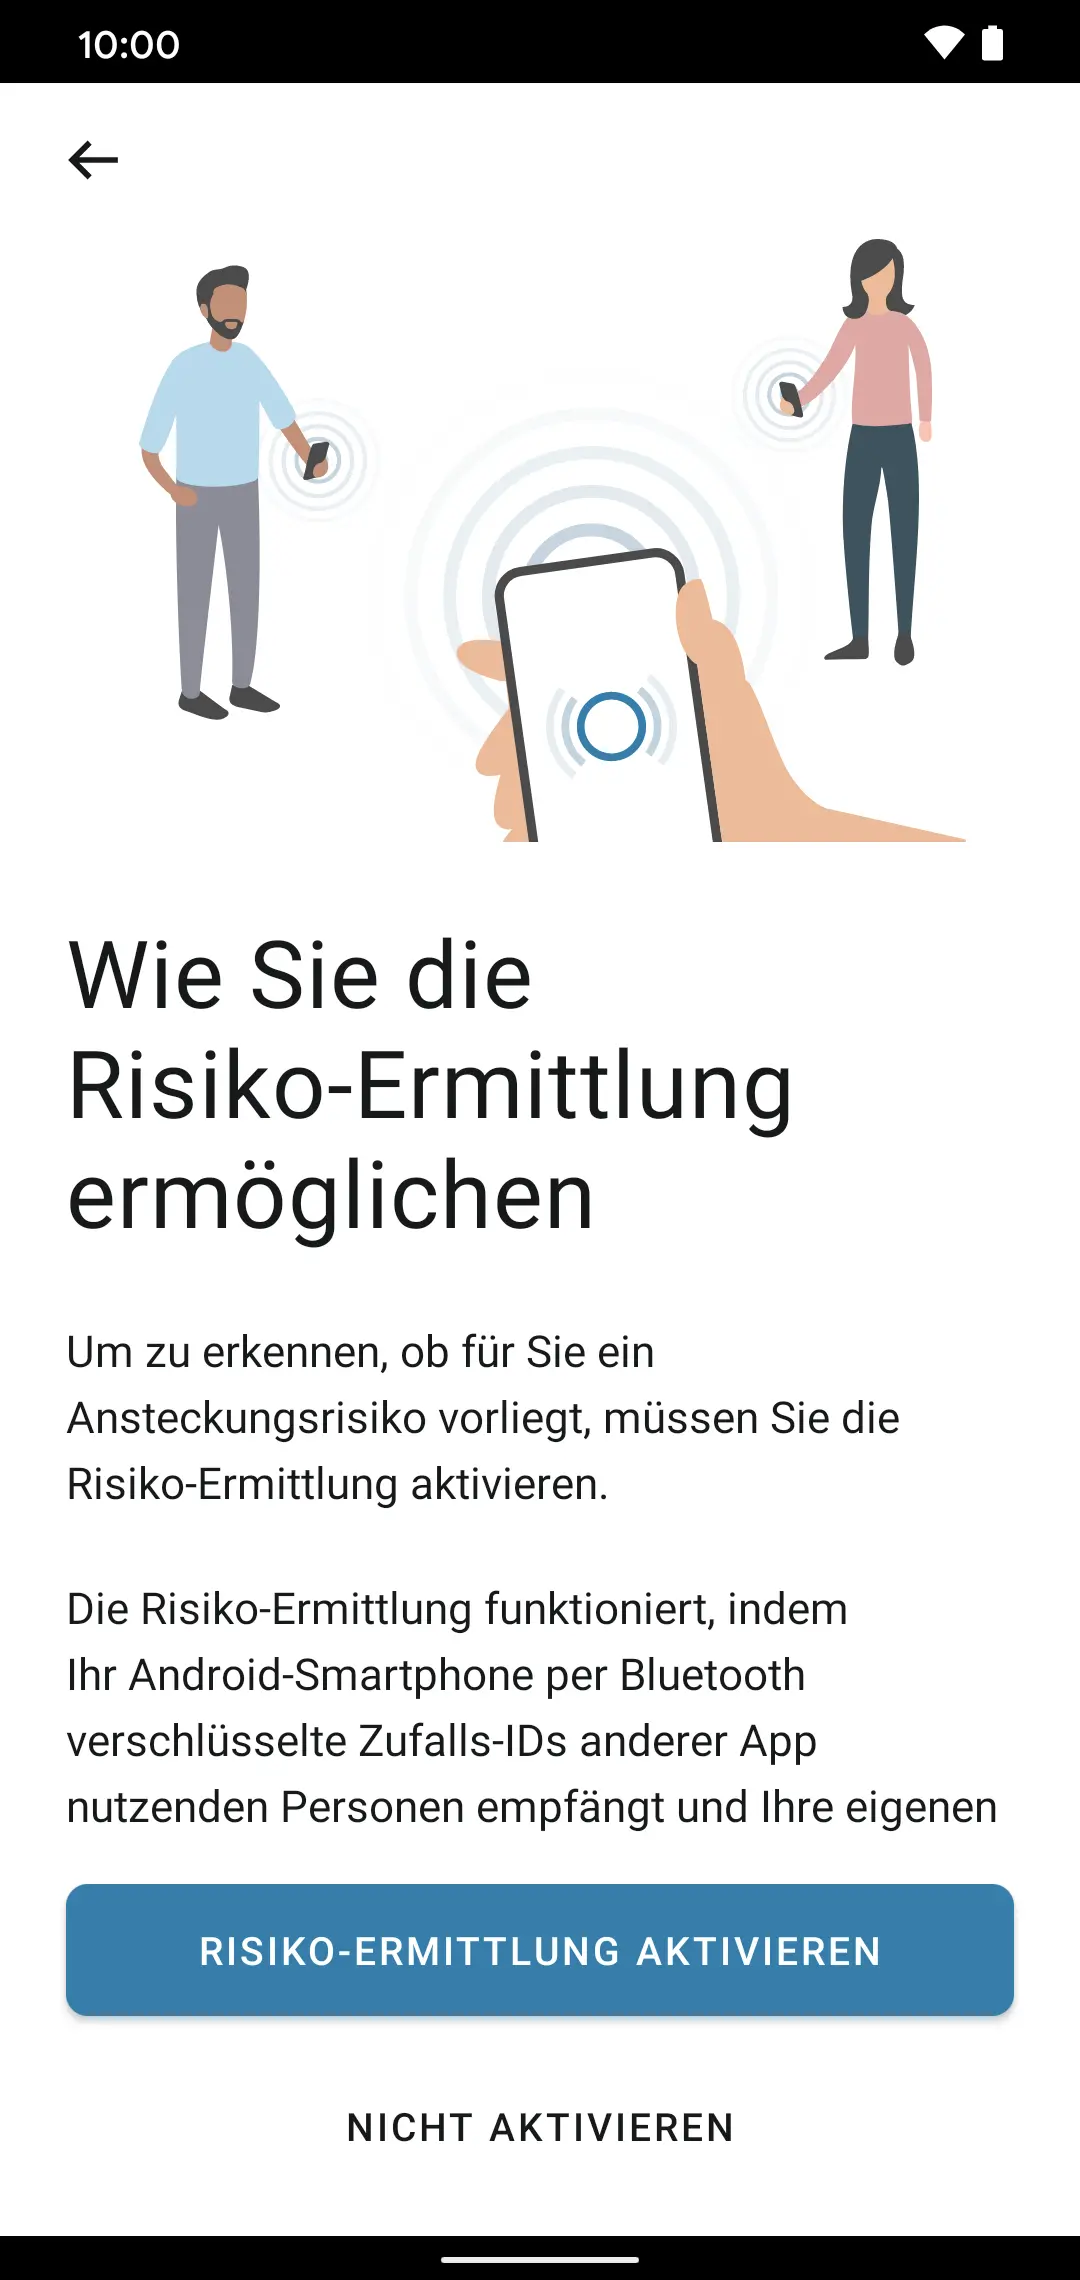 10:00
Wie Sie die
Risiko-Ermittlung
ermöglichen
Um zu erkennen, ob für Sie ein
Ansteckungsrisiko vorliegt, müssen Sie die
Risiko-Ermittlung aktivieren.
Die Risiko-Ermittlung funktioniert, indem
Ihr Android-Smartphone per Bluetooth
verschlüsselte Zufalls-IDs anderer App
nutzenden Personen empfängt und Ihre eigenen
RISIKO-ERMITTLUNG AKTIVIEREN
NICHT AKTIVIEREN